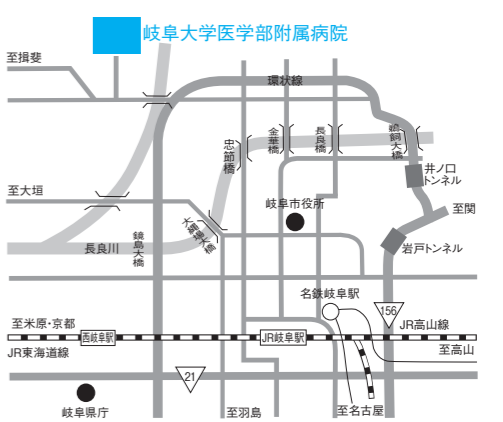 岐阜大学医学部附属病院
至揖斐
環状線
忠節橋
金華橋
長良橋
鵜飼大橋
井ノ口
トンネル
至大垣
岐阜市役所
至関
大縄場大橋
鏡島大橋
長良川
岩戸トンネル
名鉄岐阜駅
156
至米原・京都
JR高山線
西岐阜駅
JR岐阜駅
JR東海道線
至高山
21
岐阜県庁
至羽島
至名古屋